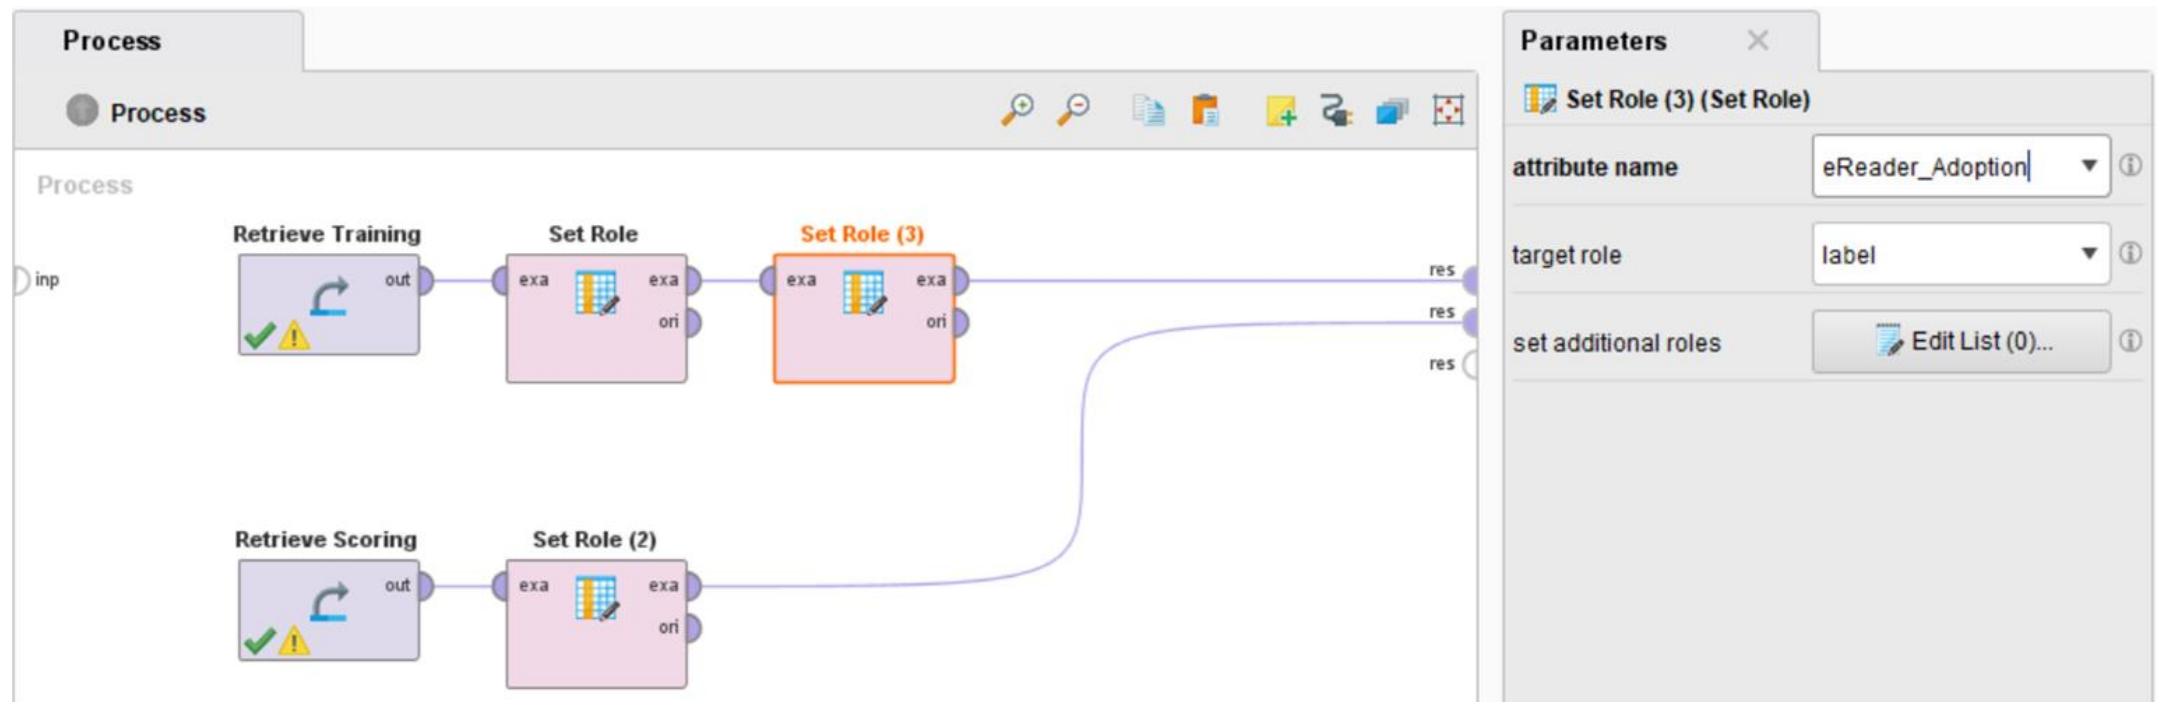 Process
Process
Process
inp
Retrieve Training
out
Set Role
exa
exa
ori
Set Role (3)
exa
exa
ori
res
res
res
Retrieve Scoring
out
Set Role (2)
exa
exa
ori
Parameters
Set Role (3) (Set Role)
attribute name
eReader_Adoption
target role
label
set additional roles
Edit List (0)...